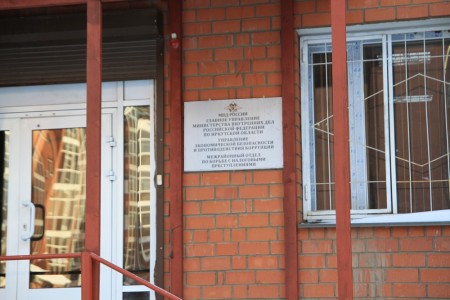 МВД РОССИИ
ГЛАВНОЕ УПРАВЛЕНИЕ
МИНИСТЕРСТВА ВНУТРЕННИХ ДЕЛ
РОССИЙСКОЙ ФЕДЕРАЦИИ
ПО ИРКУТСКОЙ ОБЛАСТИ
УПРАВЛЕНИЕ
ЭКОНОМИЧЕСКОЙ БЕЗОПАСНОСТИ
И ПРОТИВОДЕЙСТВИЯ КОРРУПЦИИ
МЕЖРАЙОННЫЙ ОТДЕЛ
ПО БОРЬБЕ С НАЛОГОВЫМИ
ПРЕСТУПЛЕНИЯМИ